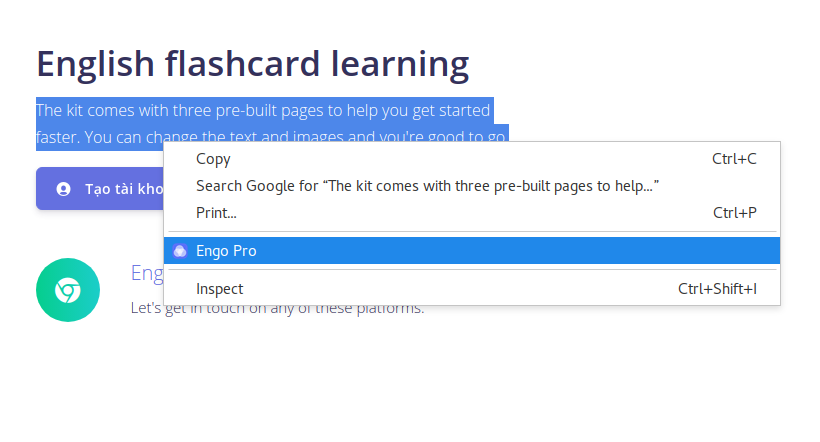 English flashcard learning
The kit comes with three pre-built pages to help you get started
faster. You can change the text and images and you're good to go.
Copy Ctrl+C
Tạo tài kho
Search Google for “The kit comes with three pre-built pages to help...”
Print... Ctrl+P
Engo Pro
Eng
Inspect Ctrl+Shift+I
Let's get in touch on any of these platforms.